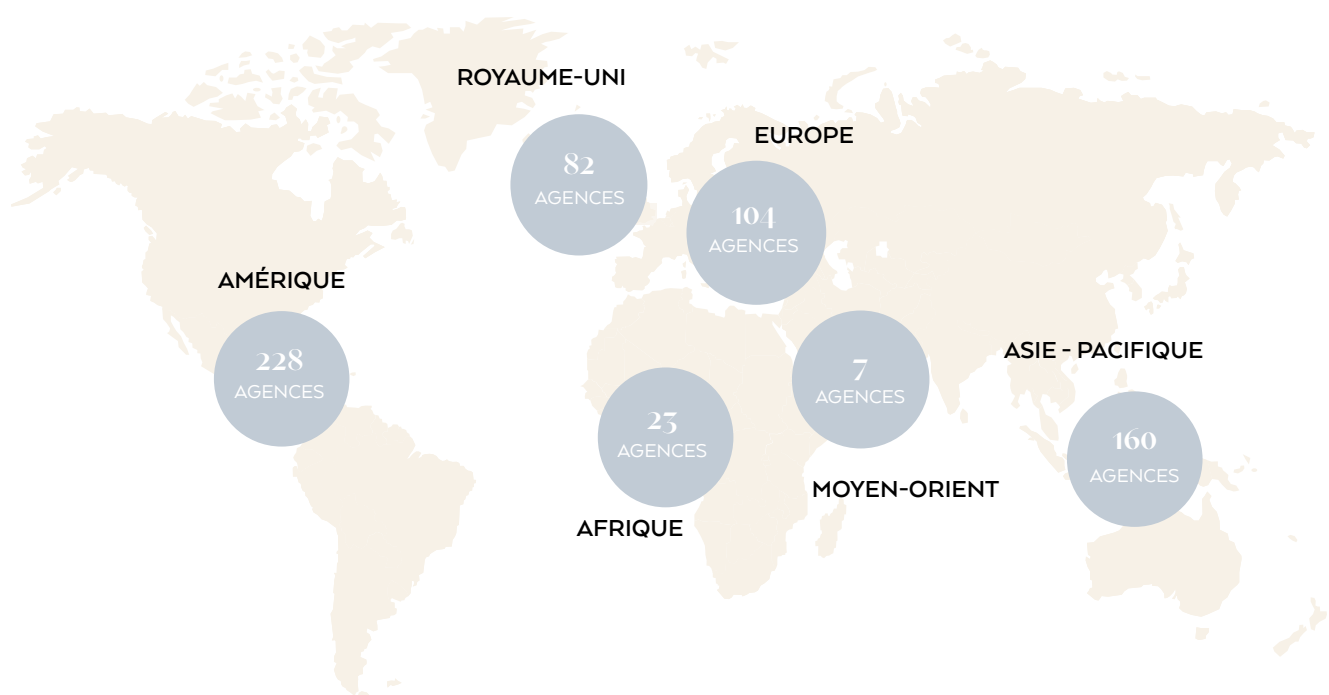 ROYAUME-UNI
82
AGENCES
EUROPE
104
AGENCES
AMÉRIQUE
228
AGENCES
7
AGENCES
MOYEN-ORIENT
ASIE - PACIFIQUE
160
AGENCES
23
AGENCES
AFRIQUE